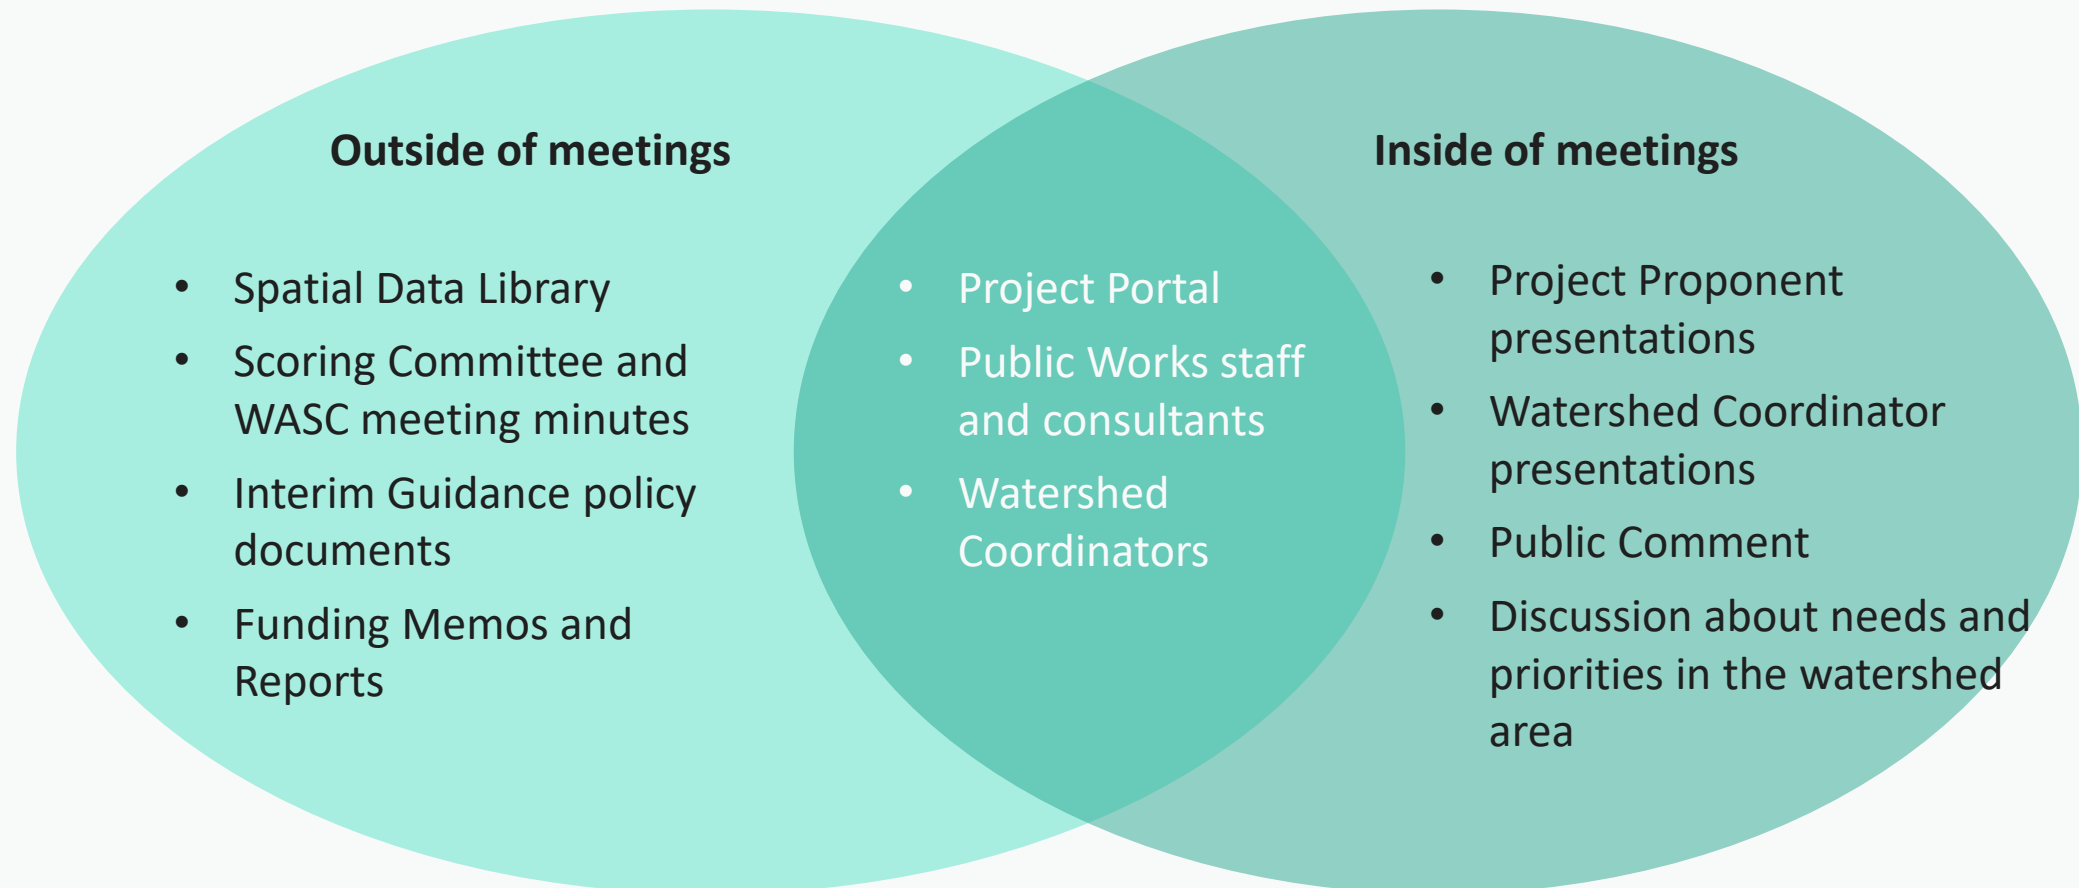 Outside of meetings
• Spatial Data Library
• Scoring Committee and
WASC meeting minutes
• Interim Guidance policy
documents
• Funding Memos and
Reports
• Project Portal
• Public Works staff
and consultants
• Watershed
Coordinators
Inside of meetings
• Project Proponent
presentations
• Watershed Coordinator
presentations
• Public Comment
• Discussion about needs and
priorities in the watershed
area